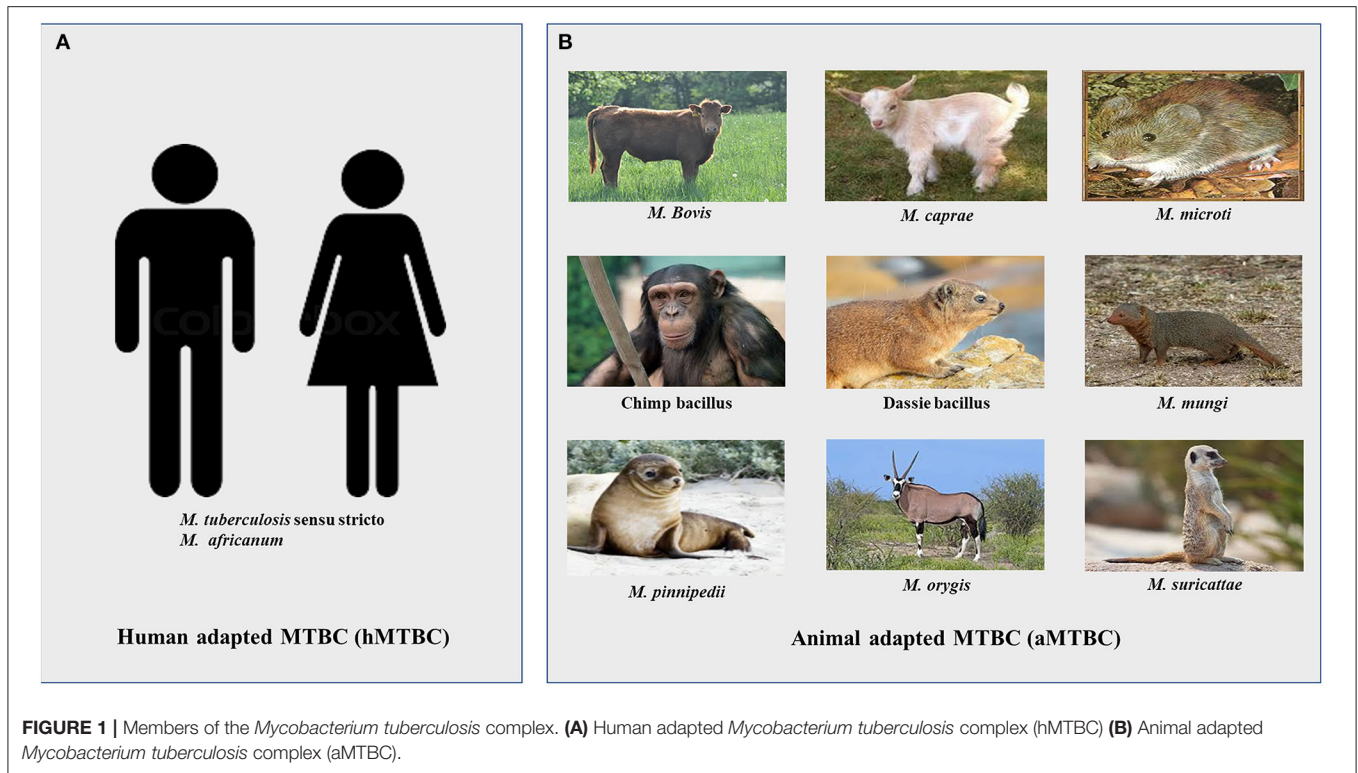 A
M. tuberculosis sensu stricto
M. africanum
Human adapted MTBC (hMTBC)
B
M. Bovis
M. caprae
M. microti
Chimp bacillus
Dassie bacillus
M. mungi
M. pinnipedii
M. orygis
M. suricattae
Animal adapted MTBC (aMTBC)
FIGURE 1 | Members of the Mycobacterium tuberculosis complex. (A) Human adapted Mycobacterium tuberculosis complex (hMTBC) (B) Animal adapted
Mycobacterium tuberculosis complex (aMTBC).